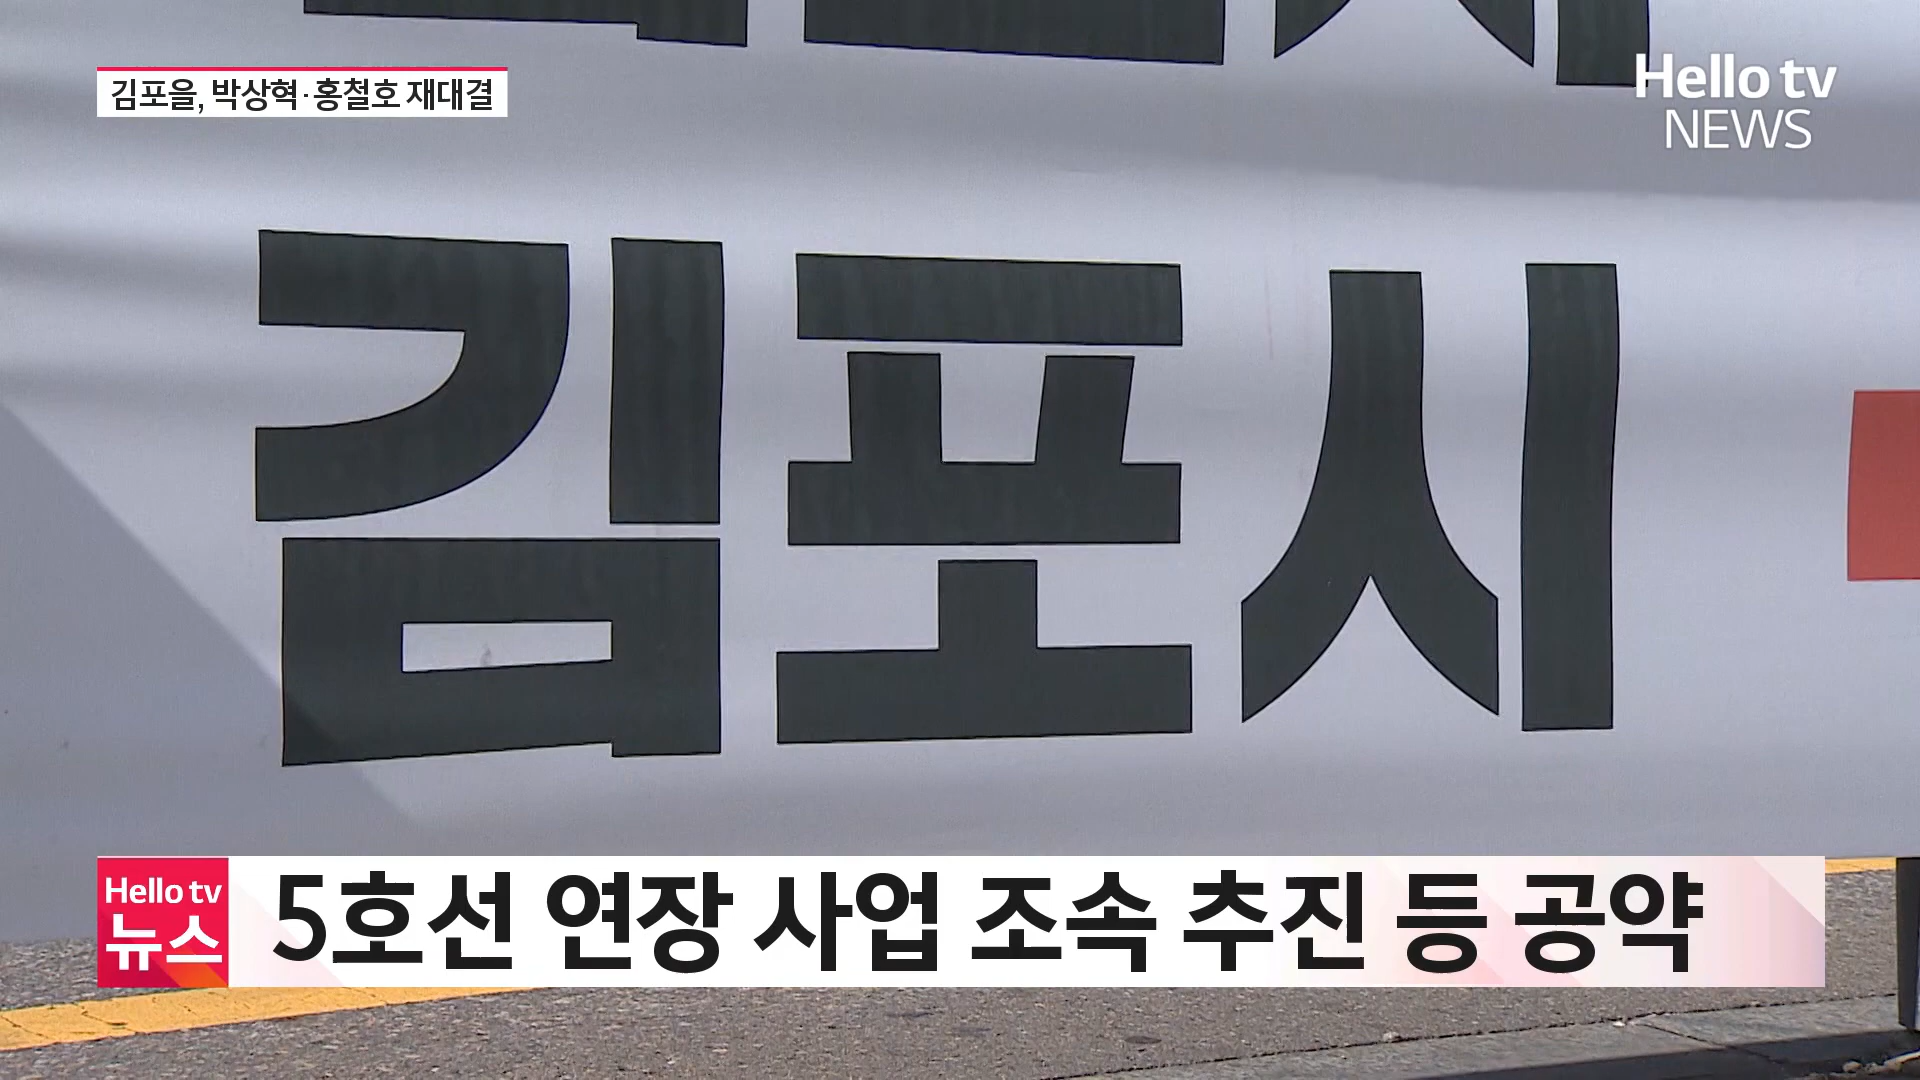 김포을, 박상혁·홍철호 재대결
Hello tv
NEWS
김포시
Hello tv
뉴스
5호선 연장 사업 조속 추진 등 공약